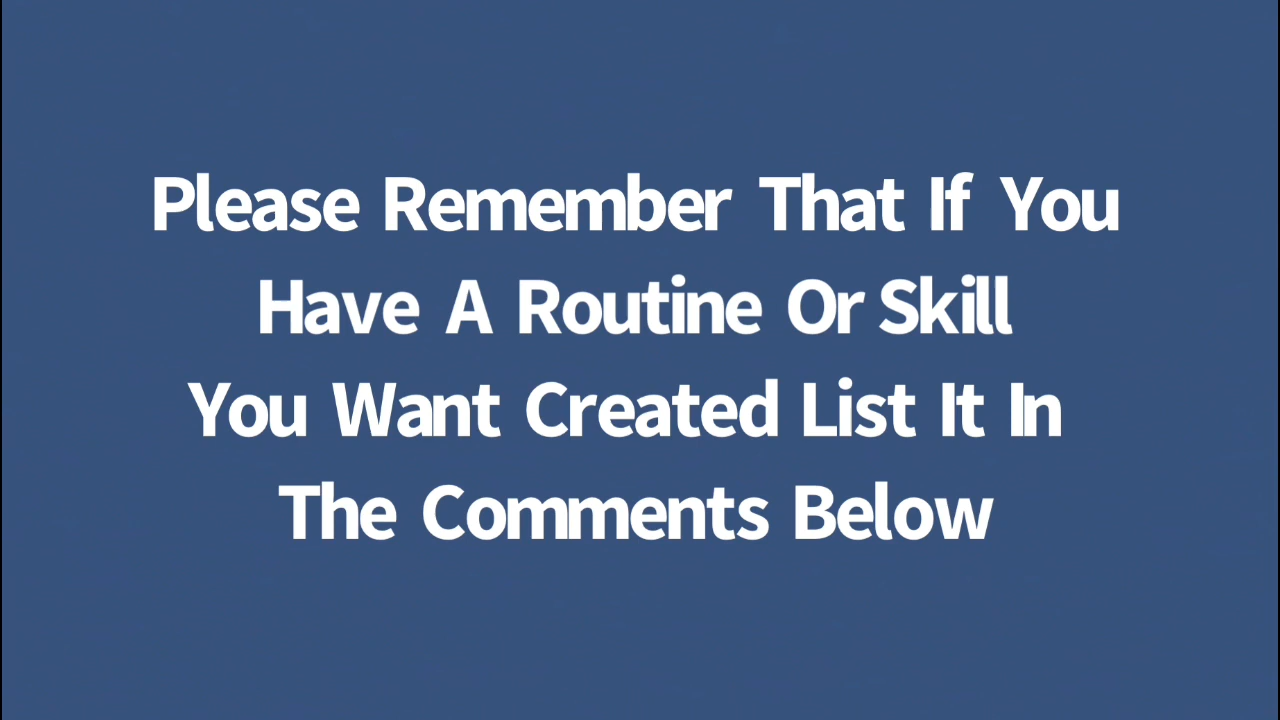 Please Remember That If You
Have A Routine Or Skill
You Want Created List It In
The Comments Below